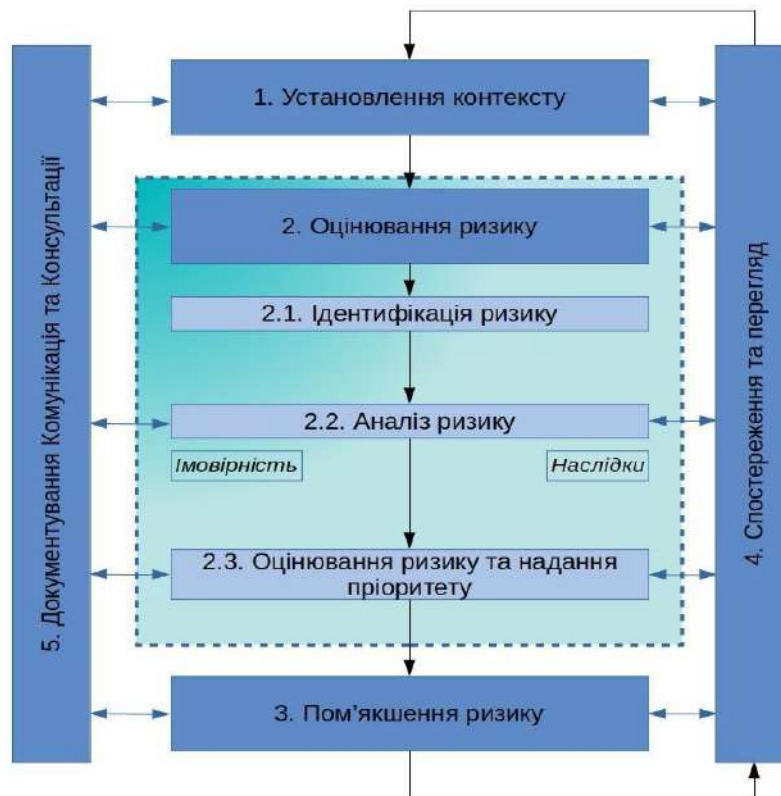 1. Установлення контексту
2. Оцінювання ризику
2.1. Ідентифікація ризику
2.2. Аналіз ризику
Імовірність
Наслідки
2.3. Оцінювання ризику та надання
пріоритету
3. Пом’якшення ризику
4. Спостереження та перегляд
5. Документування Комунікація та Консультації